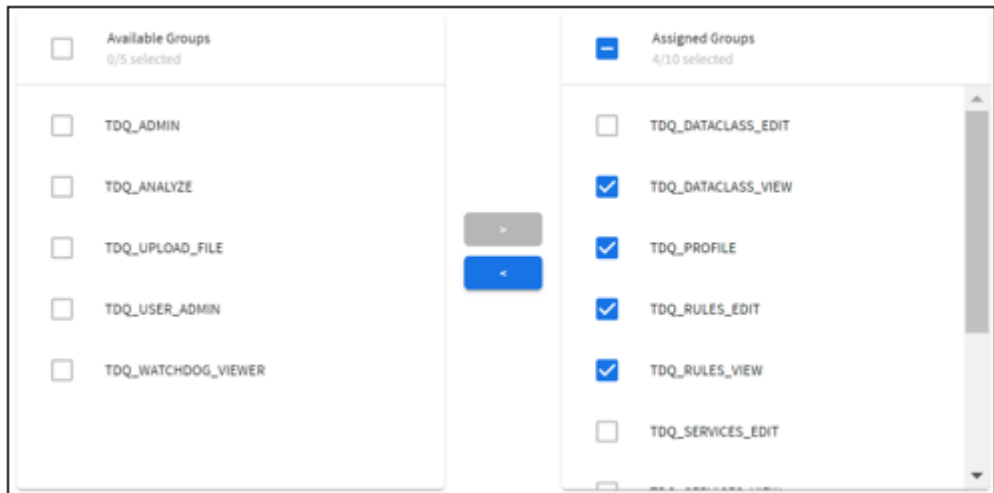 Available Groups
0/5 selected
TDQ_ADMIN
TDQ_ANALYZE
TDQ_UPLOAD_FILE
TDQ_USER_ADMIN
TDQ_WATCHDOG_VIEWER
>
<
Assigned Groups
4/10 selected
TDQ_DATACLASS_EDIT
TDQ_DATACLASS_VIEW
TDQ_PROFILE
TDQ_RULES_EDIT
TDQ_RULES_VIEW
TDQ_SERVICES_EDIT